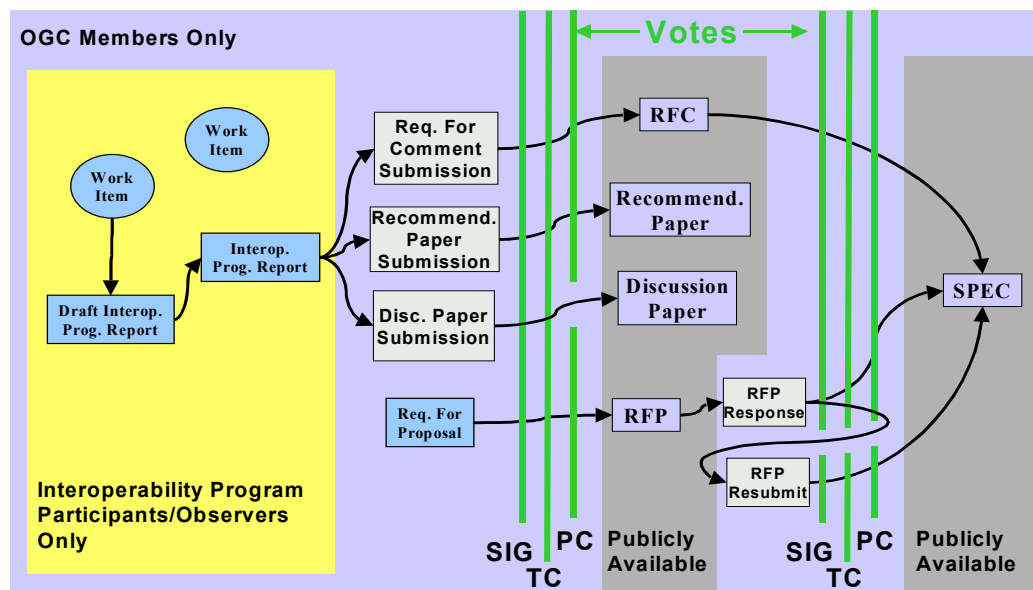 OGC Members Only
Votes
Work
Item
Work
Item
Draft Interop.
Prog. Report
Interop.
Prog. Report
Req. For
Comment
Submission
Recommend.
Paper
Submission
Disc. Paper
Submission
Req. For
Proposal
RFC
Recommend.
Paper
Discussion
Paper
RFP
RFP
Response
RFP
Resubmit
SPEC
Interoperability Program
Participants/Observers
Only
SIG
TC
PC
Publicly
Available
SIG
TC
PC
Publicly
Available